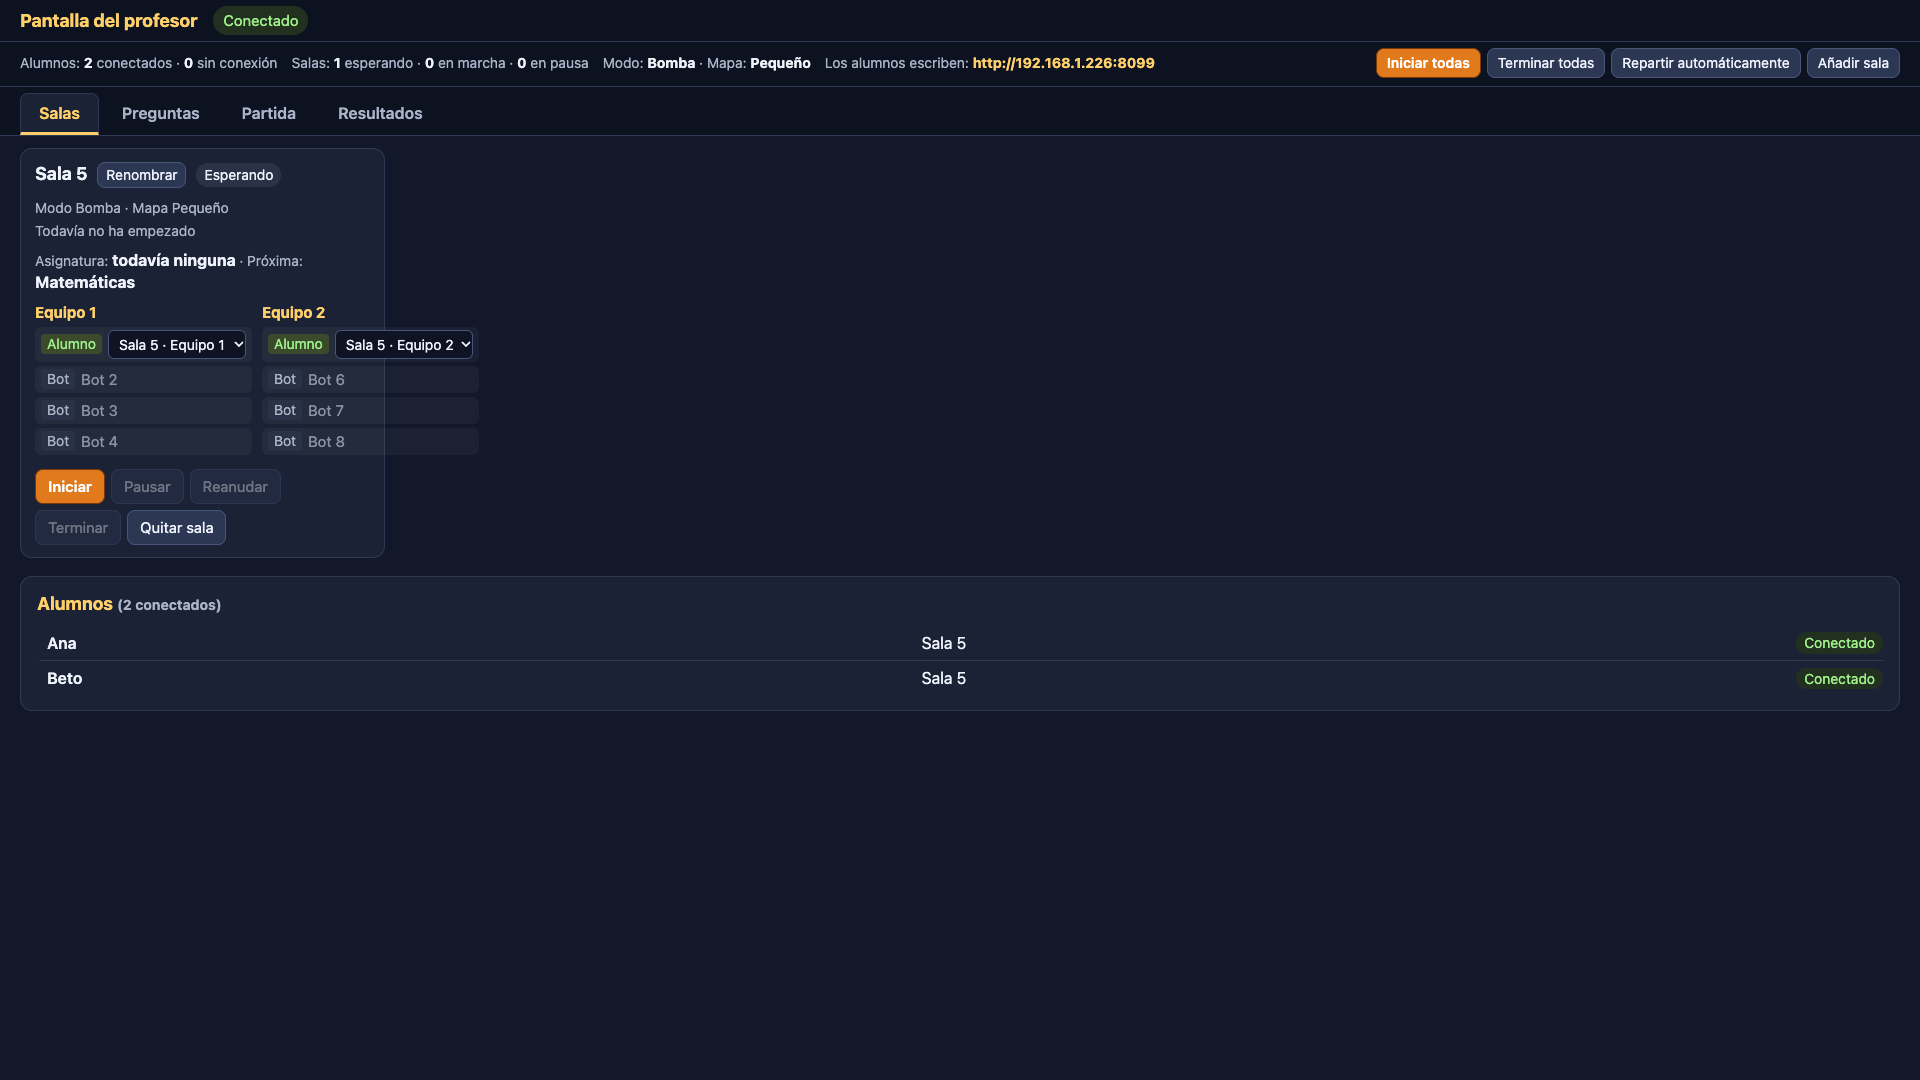 Pantalla del profesor Conectado
Alumnos: 2 conectados · 0 sin conexión Salas: 1 esperando · 0 en marcha · 0 en pausa Modo: Bomba · Mapa: Pequeño Los alumnos escriben: http://192.168.1.226:8099 Iniciar todas Terminar todas Repartir automáticamente Añadir sala
Salas Preguntas Partida Resultados
Sala 5 Renombrar Esperando
Modo Bomba · Mapa Pequeño
Todavía no ha empezado
Asignatura: todavía ninguna · Próxima:
Matemáticas
Equipo 1 Equipo 2
Alumno Sala 5 · Equipo 1 Alumno Sala 5 · Equipo 2
Bot Bot 2 Bot Bot 6
Bot Bot 3 Bot Bot 7
Bot Bot 4 Bot Bot 8
Iniciar Pausar Reanudar
Terminar Quitar sala
Alumnos (2 conectados)
Ana Sala 5 Conectado
Beto Sala 5 Conectado